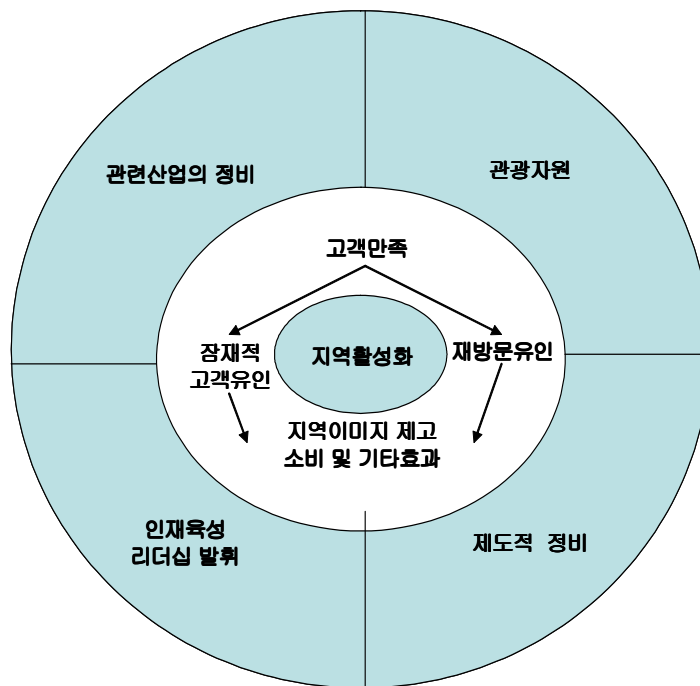 관련산업의 정비
관광자원
고객만족
잠재적
고객유인
지역활성화
재방문유인
지역이미지 제고
소비 및 기타효과
인재육성
리더십 발휘
제도적 정비